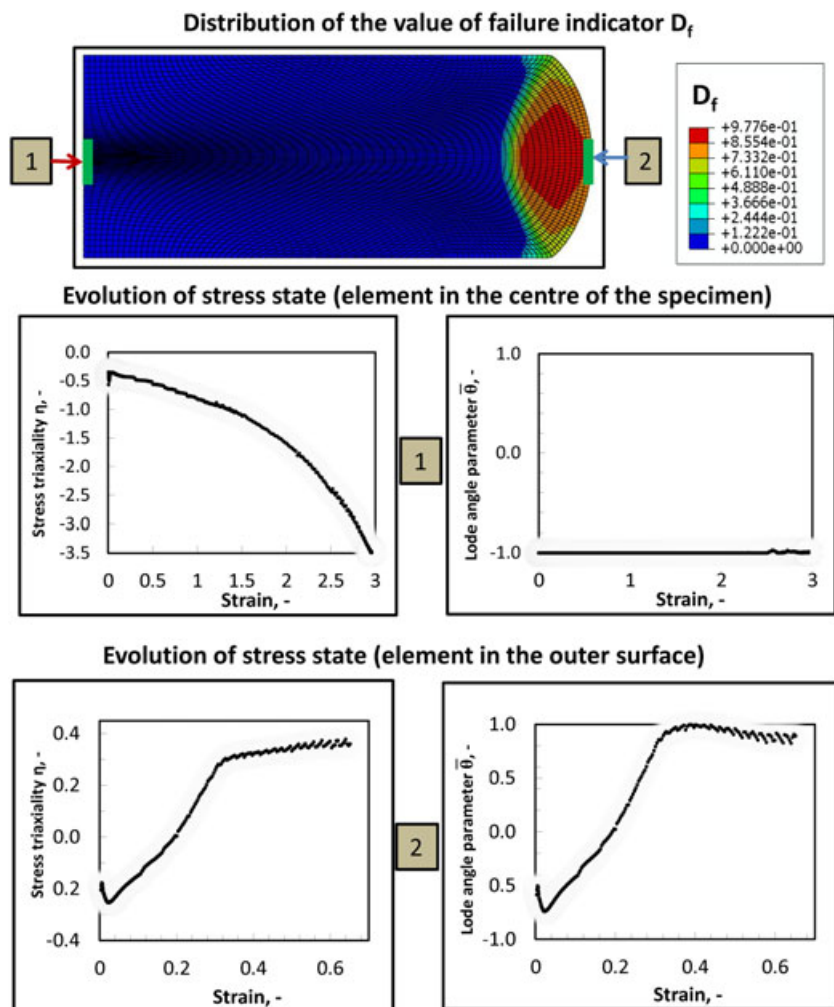 Distribution of the value of failure indicator Df
1
2
Df
+9.776e-01
+8.554e-01
+7.332e-01
+6.110e-01
+4.888e-01
+3.666e-01
+2.444e-01
+1.222e-01
+0.000e+00
Evolution of stress state (element in the centre of the specimen)
Stress triaxiality η, -
0.0
-0.5
-1.0
-1.5
-2.0
-2.5
-3.0
-3.5
0 0.5 1 1.5 2 2.5 3
Strain, -
1
Lode angle parameter θ̅, -
1.0
0.0
-1.0
0 1 2 3
Strain, -
Evolution of stress state (element in the outer surface)
Stress triaxiality η, -
0.4
0.2
0.0
0.2
-0.4
0 0.2 0.4 0.6
Strain, -
2
Lode angle parameter θ̅, -
1.0
0.5
0.0
0.5
-1.0
0 0.2 0.4 0.6
Strain, -